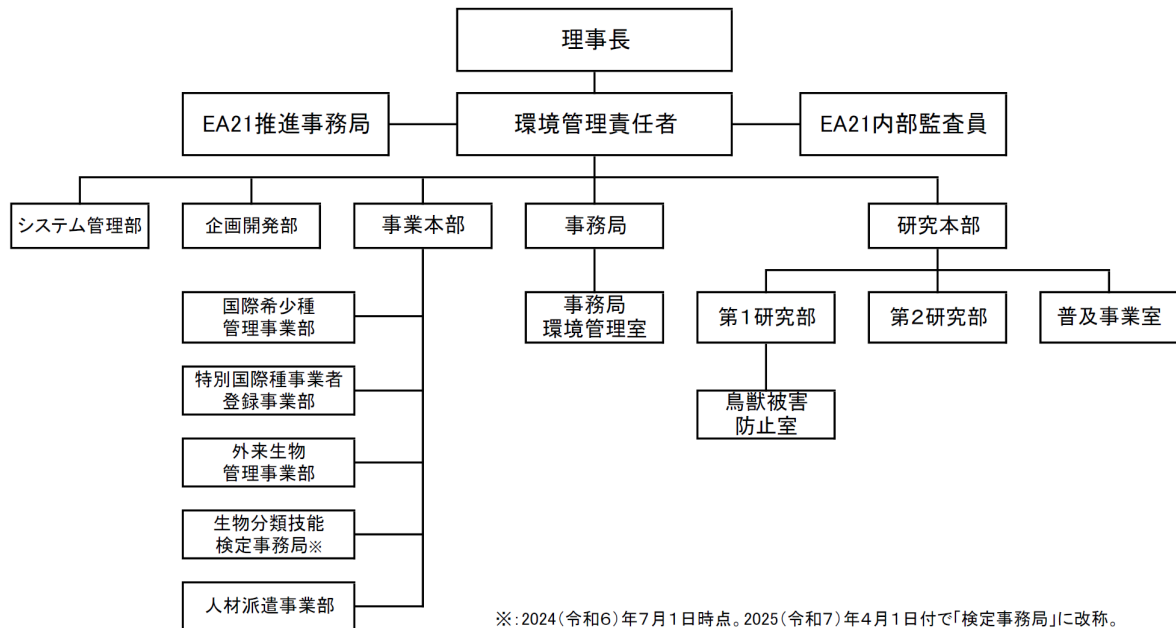 理事長
EA21推進事務局
環境管理責任者
EA21内部監査員
システム管理部
企画開発部
事業本部
事務局
研究本部
国際希少種
管理事業部
特別国際種事業者
登録事業部
外来生物
管理事業部
生物分類技能
検定事務局※
人材派遣事業部
事務局
環境管理室
第1研究部
第2研究部
普及事業室
鳥獣被害
防止室
※:2024(令和6)年7月1日時点。2025(令和7)年4月1日付で「検定事務局」に改称。